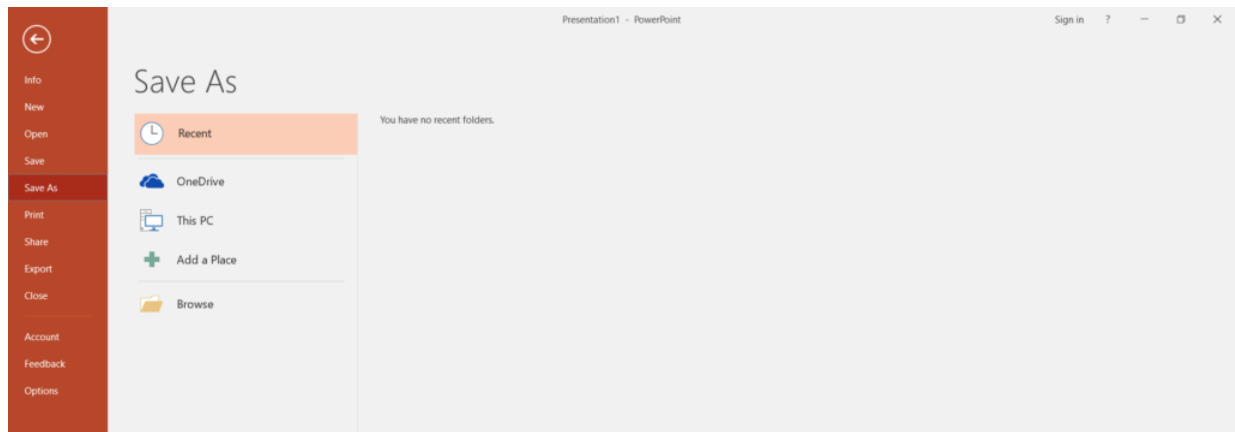 Presentation1 - PowerPoint
Sign in ?
Info
New
Open
Save
Save As
Print
Share
Export
Close
Account
Feedback
Options
Save As
Recent
OneDrive
This PC
Add a Place
Browse
You have no recent folders.